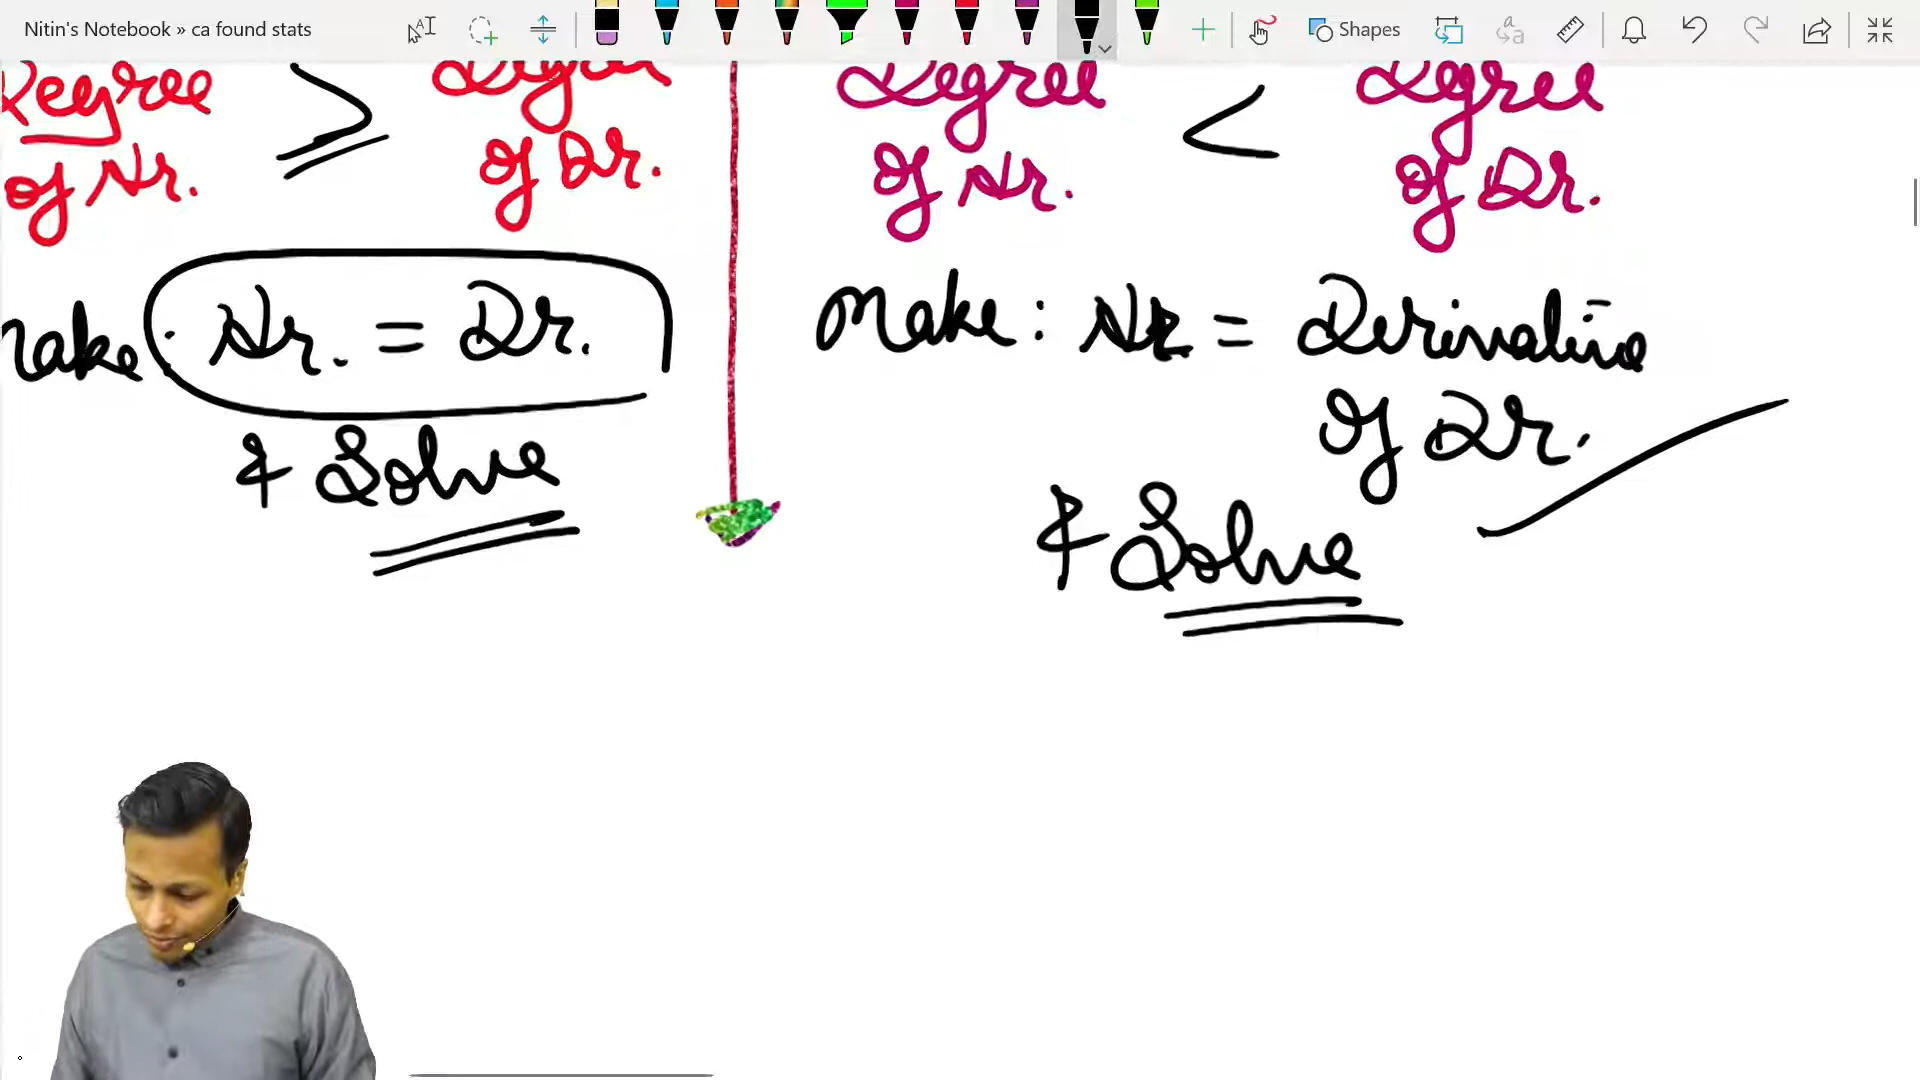 Nitin's Notebook » ca found stats
Shapes
Degree ≥ Degree
of Nr. of Dr.
Make: Nr. = Dr.
& Solve
Degree < Degree
of Nr. of Dr.
Make: Nr = Derivative
of Dr.
& Solve